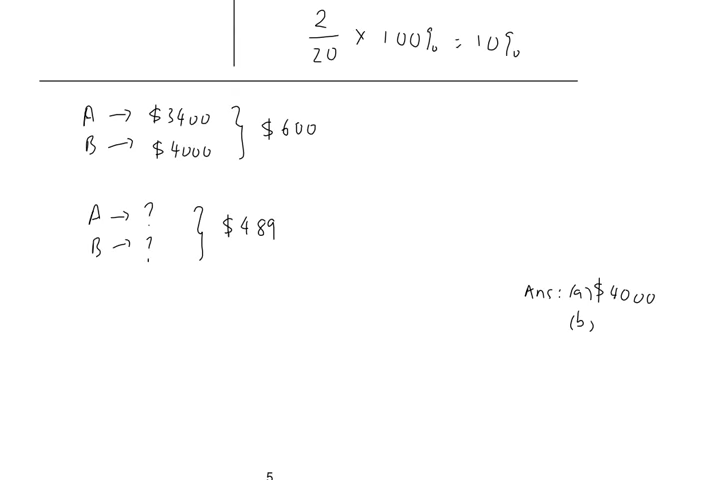 2/20 × 100% = 10%
A → $3400
B → $4000 } $600
A → ?
B → ? } $489
Ans: (a) $4000
(b)
5